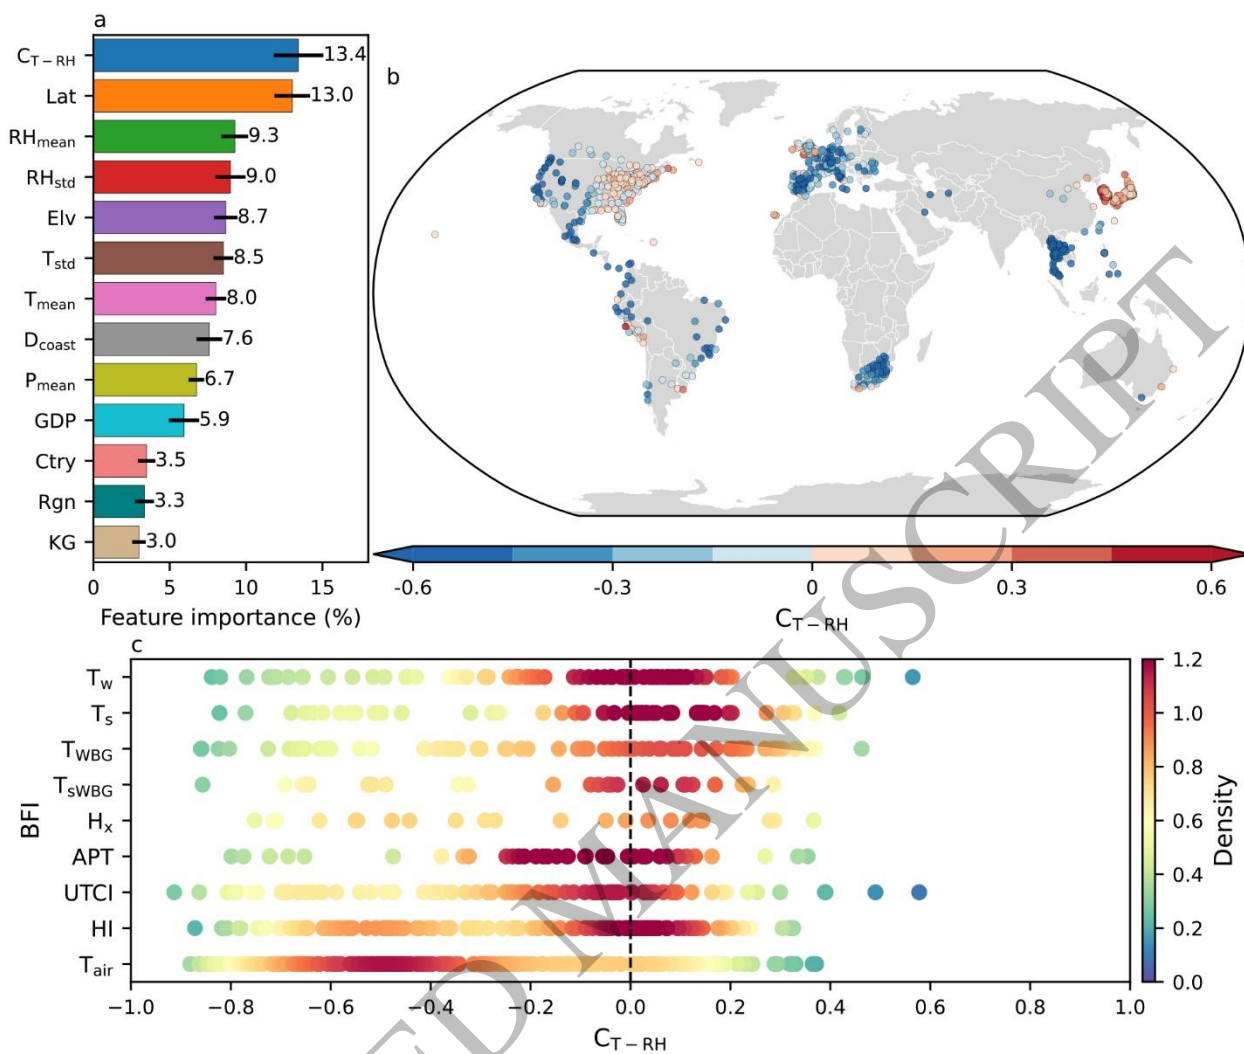 a
C_T-RH
13.4
Lat
13.0
RH_mean
9.3
RH_std
9.0
Elv
8.7
T_std
8.5
T_mean
8.0
D_coast
7.6
P_mean
6.7
GDP
5.9
Ctry
3.5
Rgn
3.3
KG
3.0
0 5 10 15
Feature importance (%)
b
-0.6 -0.3 0 0.3 0.6
C_T-RH
c
BFI
T_w
T_s
T_WBG
T_sWBG
H_x
APT
UTCI
HI
T_air
−1.0 −0.8 −0.6 −0.4 −0.2 0.0 0.2 0.4 0.6 0.8 1.0
C_T-RH
1.2
1.0
0.8
0.6
0.4
0.2
0.0
Density
ED MANUSCRIPT